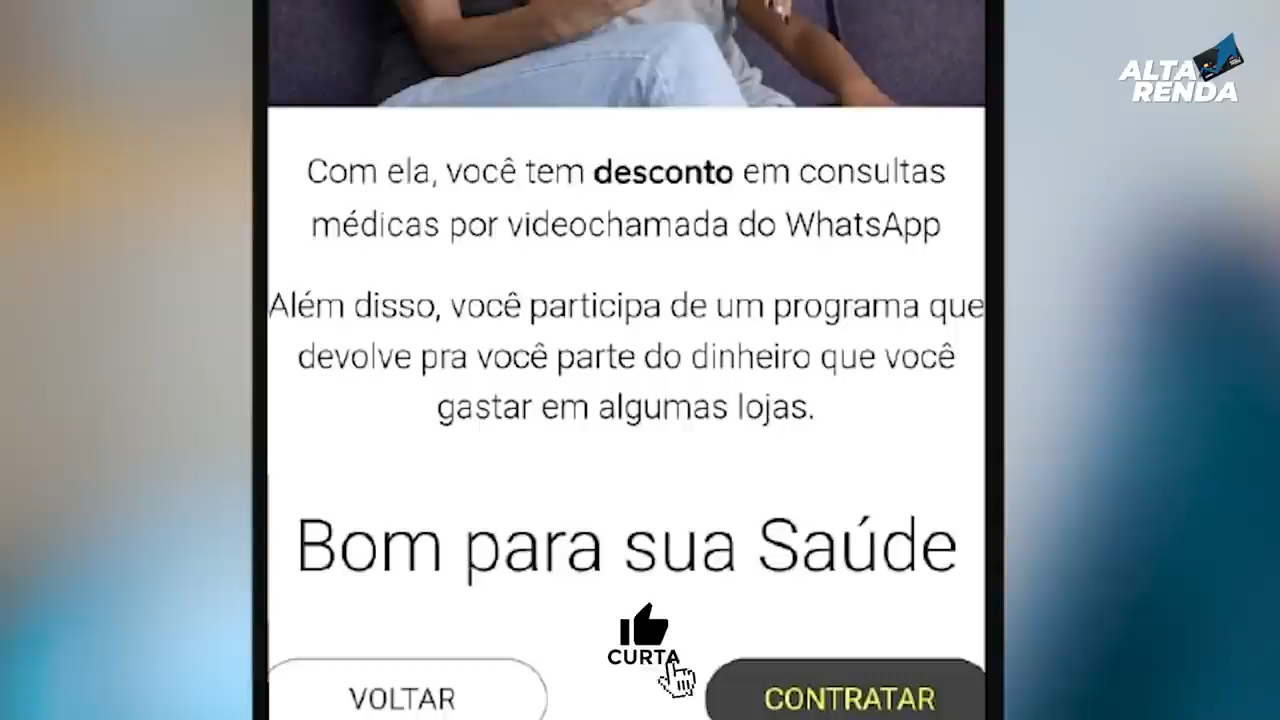 ALTA
RENDA
Com ela, você tem desconto em consultas
médicas por videochamada do WhatsApp
Além disso, você participa de um programa que
devolve pra você parte do dinheiro que você
gastar em algumas lojas.
Bom para sua Saúde
CURTA
VOLTAR
CONTRATAR